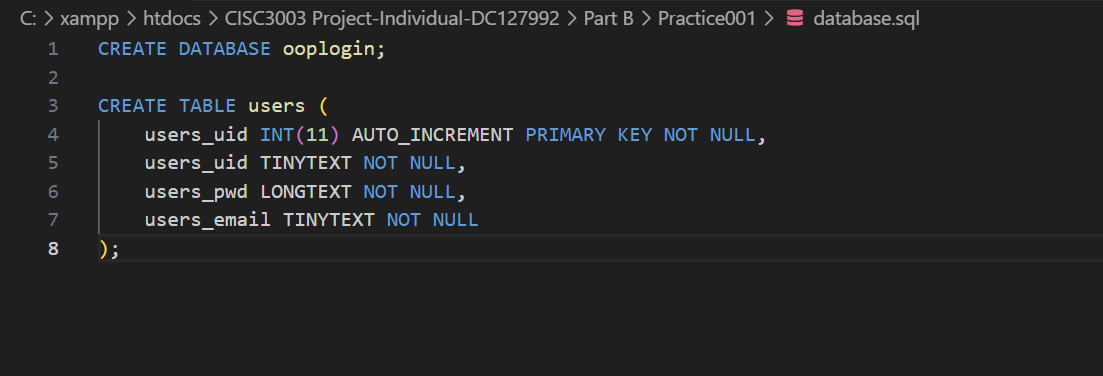 C: > xampp > htdocs > CISC3003 Project-Individual-DC127992 > Part B > Practice001 > database.sql
1 CREATE DATABASE ooplogin;
2
3 CREATE TABLE users (
4 users_uid INT(11) AUTO_INCREMENT PRIMARY KEY NOT NULL,
5 users_uid TINYTEXT NOT NULL,
6 users_pwd LONGTEXT NOT NULL,
7 users_email TINYTEXT NOT NULL
8 );